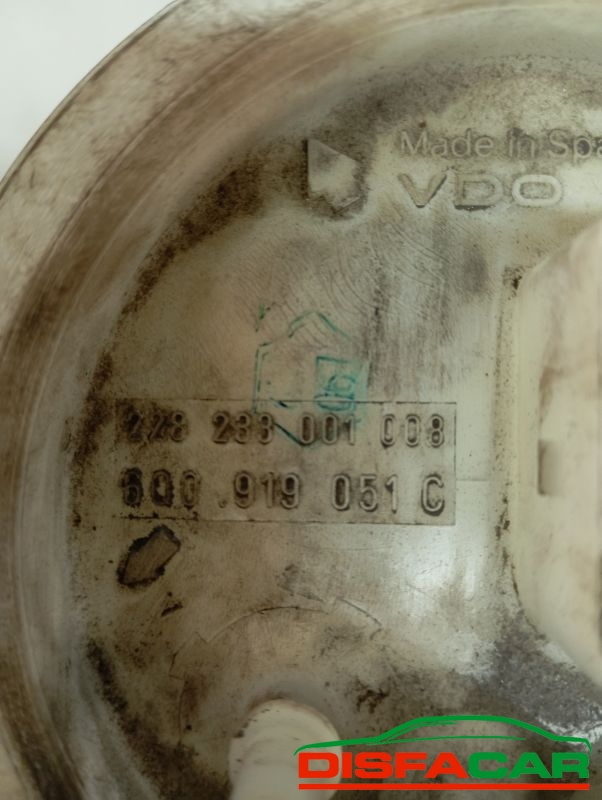 Made in Spa
VDO
228 233 001 008
6Q0 .919 051 C
DISFACAR